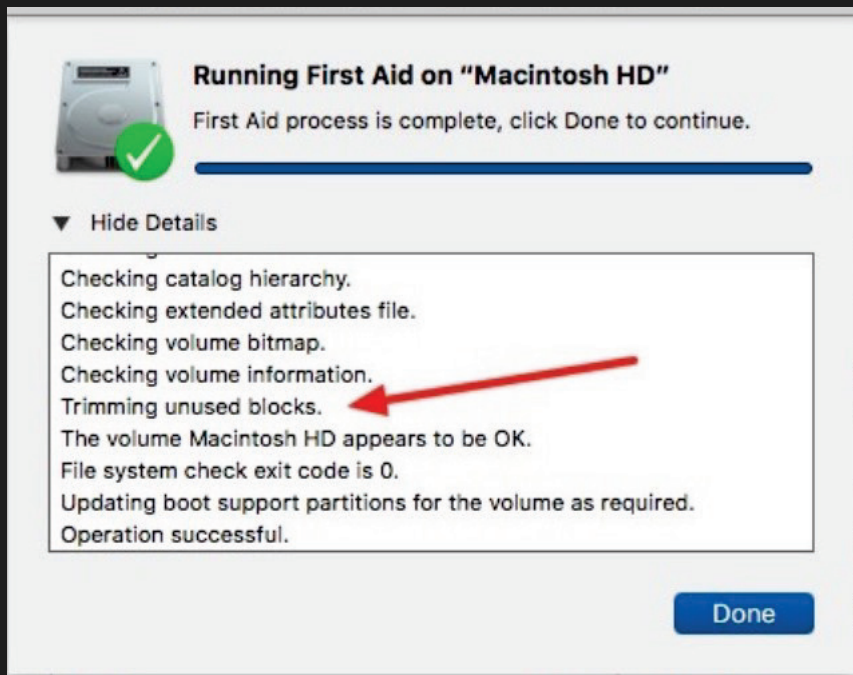 Running First Aid on “Macintosh HD”
First Aid process is complete, click Done to continue.
Hide Details
Checking catalog hierarchy.
Checking extended attributes file.
Checking volume bitmap.
Checking volume information.
Trimming unused blocks.
The volume Macintosh HD appears to be OK.
File system check exit code is 0.
Updating boot support partitions for the volume as required.
Operation successful.
Done